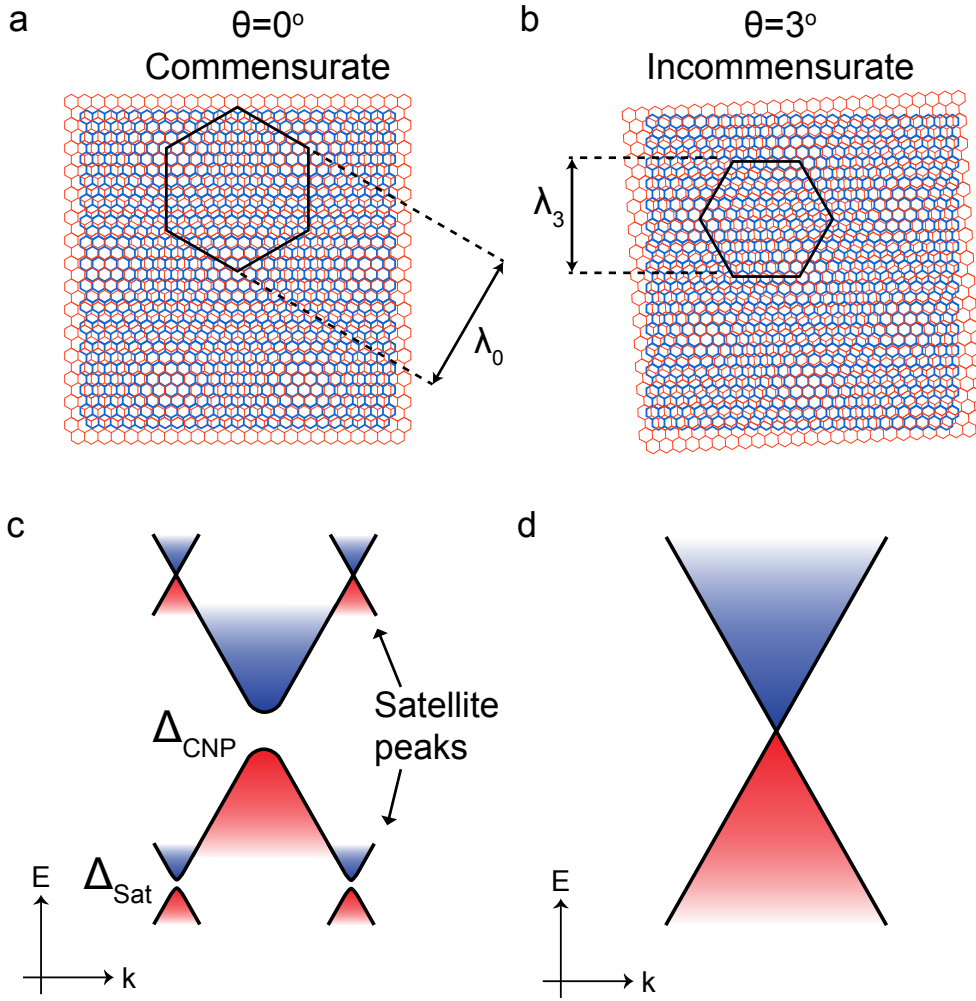 a
θ=0°
Commensurate
b
θ=3°
Incommensurate
λ0
λ3
c
d
ΔCNP
Satellite
peaks
ΔSat
E
k
E
k